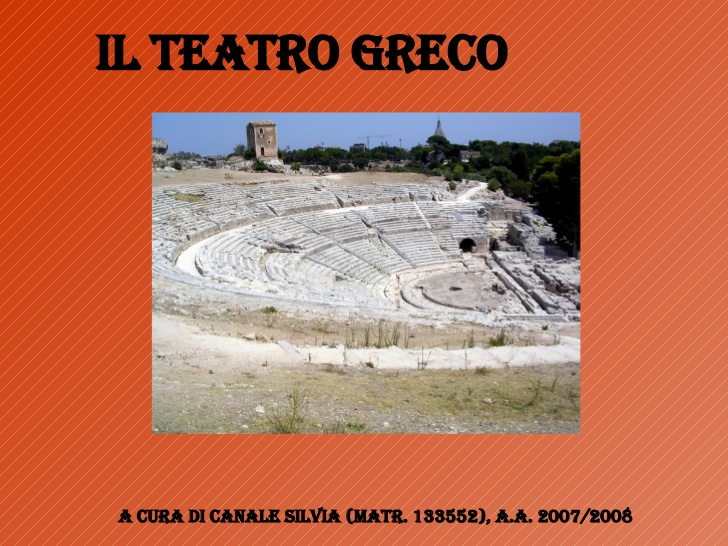 IL TEATRO GRECO
A CURA DI CANALE SILVIA (MATR. 133552), A.A. 2007/2008